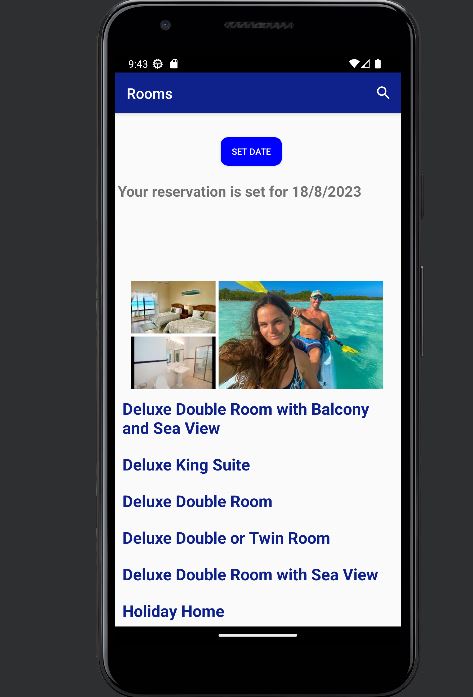 9:43
Rooms
SET DATE
Your reservation is set for 18/8/2023
Deluxe Double Room with Balcony
and Sea View
Deluxe King Suite
Deluxe Double Room
Deluxe Double or Twin Room
Deluxe Double Room with Sea View
Holiday Home